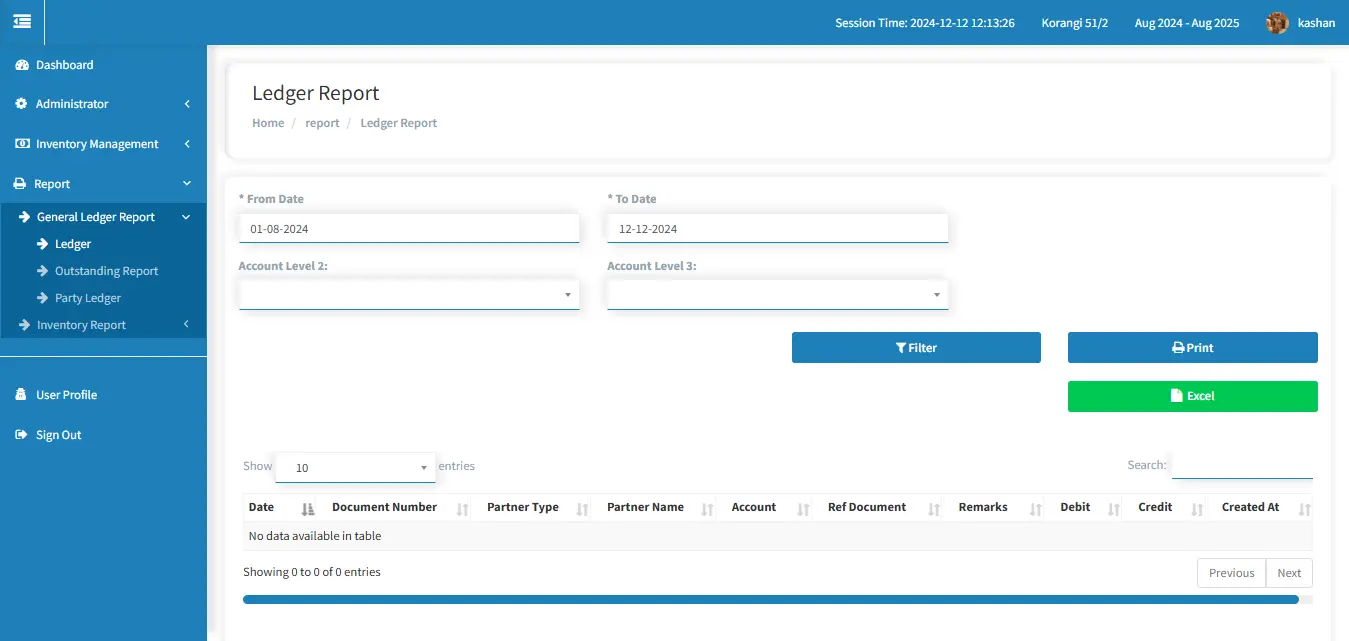 Session Time: 2024-12-12 12:13:26 Korangi 51/2 Aug 2024 - Aug 2025 kashan
Dashboard
Administrator
Inventory Management
Report
General Ledger Report
Ledger
Outstanding Report
Party Ledger
Inventory Report
User Profile
Sign Out
Ledger Report
Home / report / Ledger Report
* From Date * To Date
01-08-2024 12-12-2024
Account Level 2: Account Level 3:
Filter Print
Excel
Show 10 entries Search:
Date Document Number Partner Type Partner Name Account Ref Document Remarks Debit Credit Created At
No data available in table
Showing 0 to 0 of 0 entries Previous Next